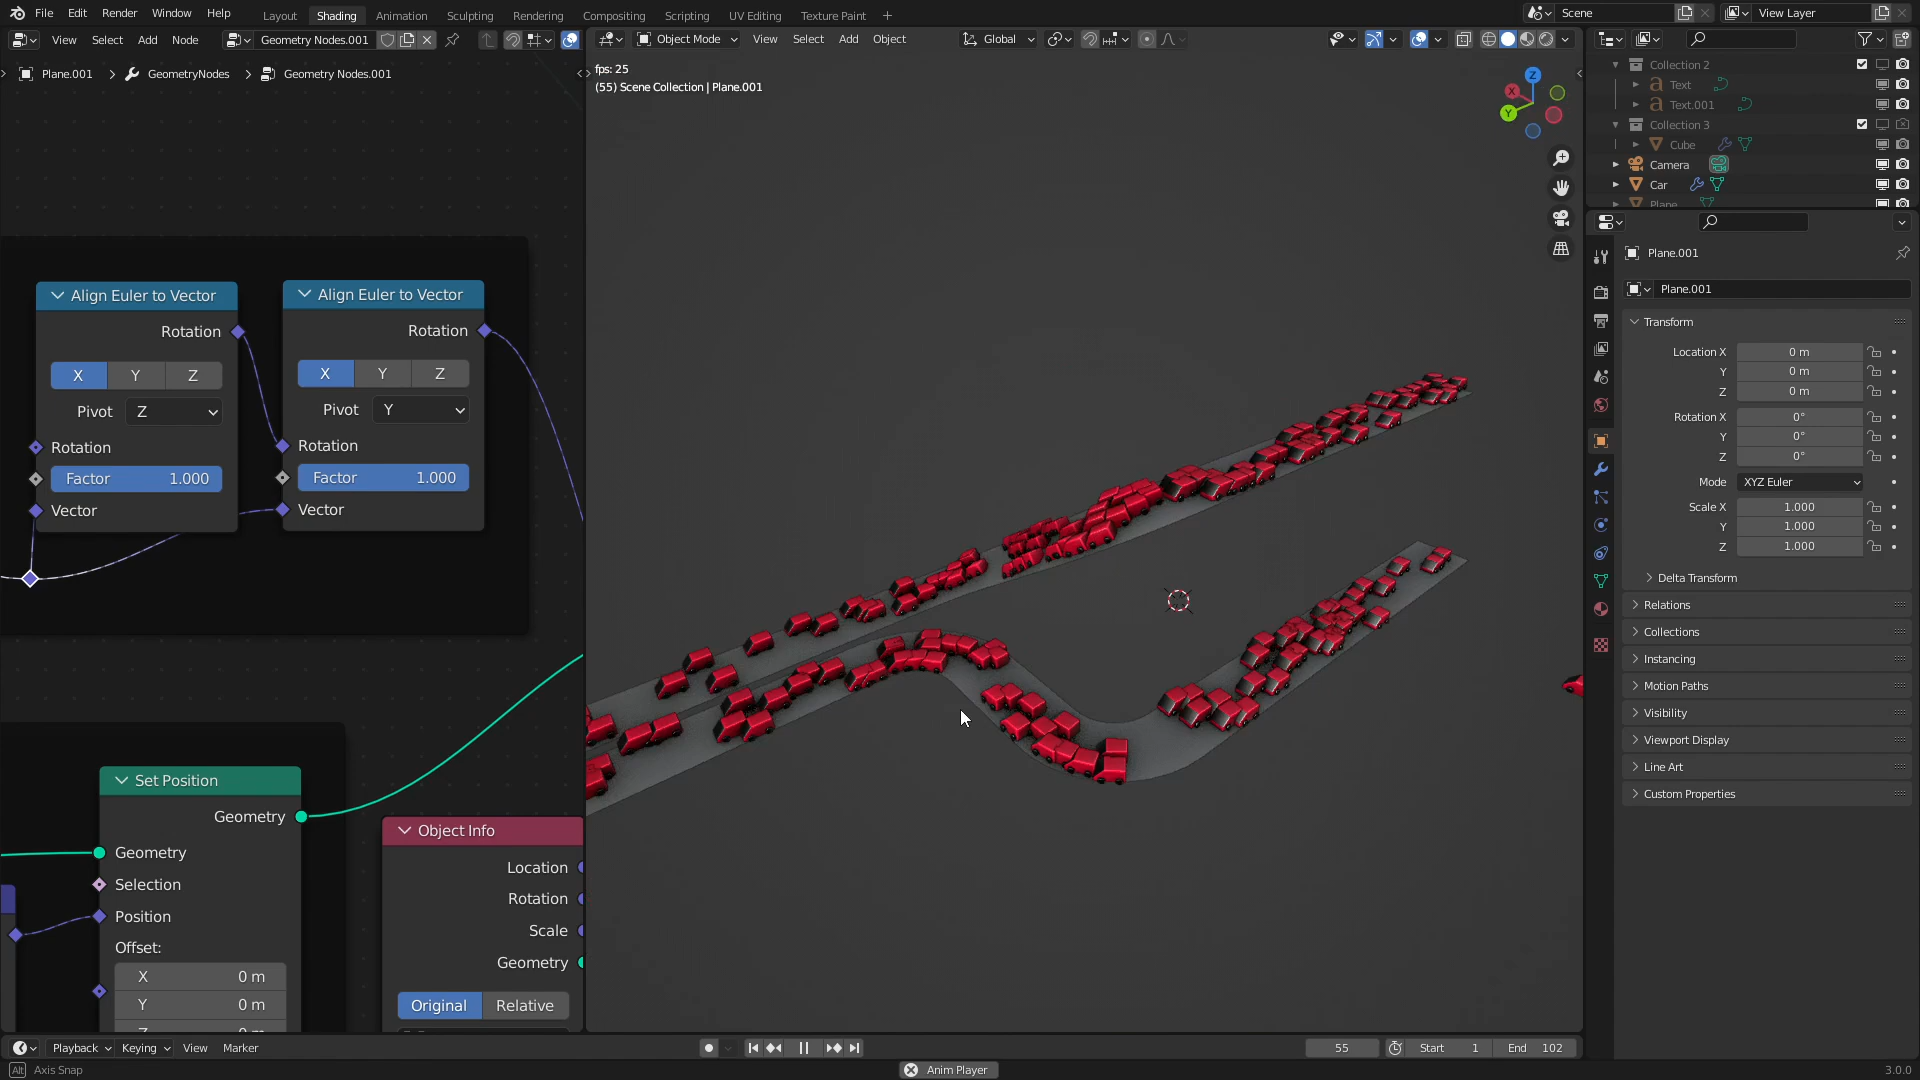 File Edit Render Window Help
Layout Shading Animation Sculpting Rendering Compositing Scripting UV Editing Texture Paint +
Scene View Layer
View Select Add Node Geometry Nodes.001
Object Mode View Select Add Object Global
Plane.001 > GeometryNodes > Geometry Nodes.001
fps: 25
(55) Scene Collection | Plane.001
Z
X
Y
Align Euler to Vector
Rotation
X Y Z
Pivot Z
Rotation
Factor 1.000
Vector
Align Euler to Vector
Rotation
X Y Z
Pivot Y
Rotation
Factor 1.000
Vector
Set Position
Geometry
Geometry
Selection
Position
Offset:
X 0 m
Y 0 m
Object Info
Location
Rotation
Scale
Geometry
Original Relative
Collection 2
Text
Text.001
Collection 3
Cube
Camera
Car
Plane
Plane.001
Plane.001
Transform
Location X 0 m
Y 0 m
Z 0 m
Rotation X 0°
Y 0°
Z 0°
Mode XYZ Euler
Scale X 1.000
Y 1.000
Z 1.000
Delta Transform
Relations
Collections
Instancing
Motion Paths
Visibility
Viewport Display
Line Art
Custom Properties
Playback Keying View Marker
55 Start 1 End 102
Alt Axis Snap
Anim Player
3.0.0